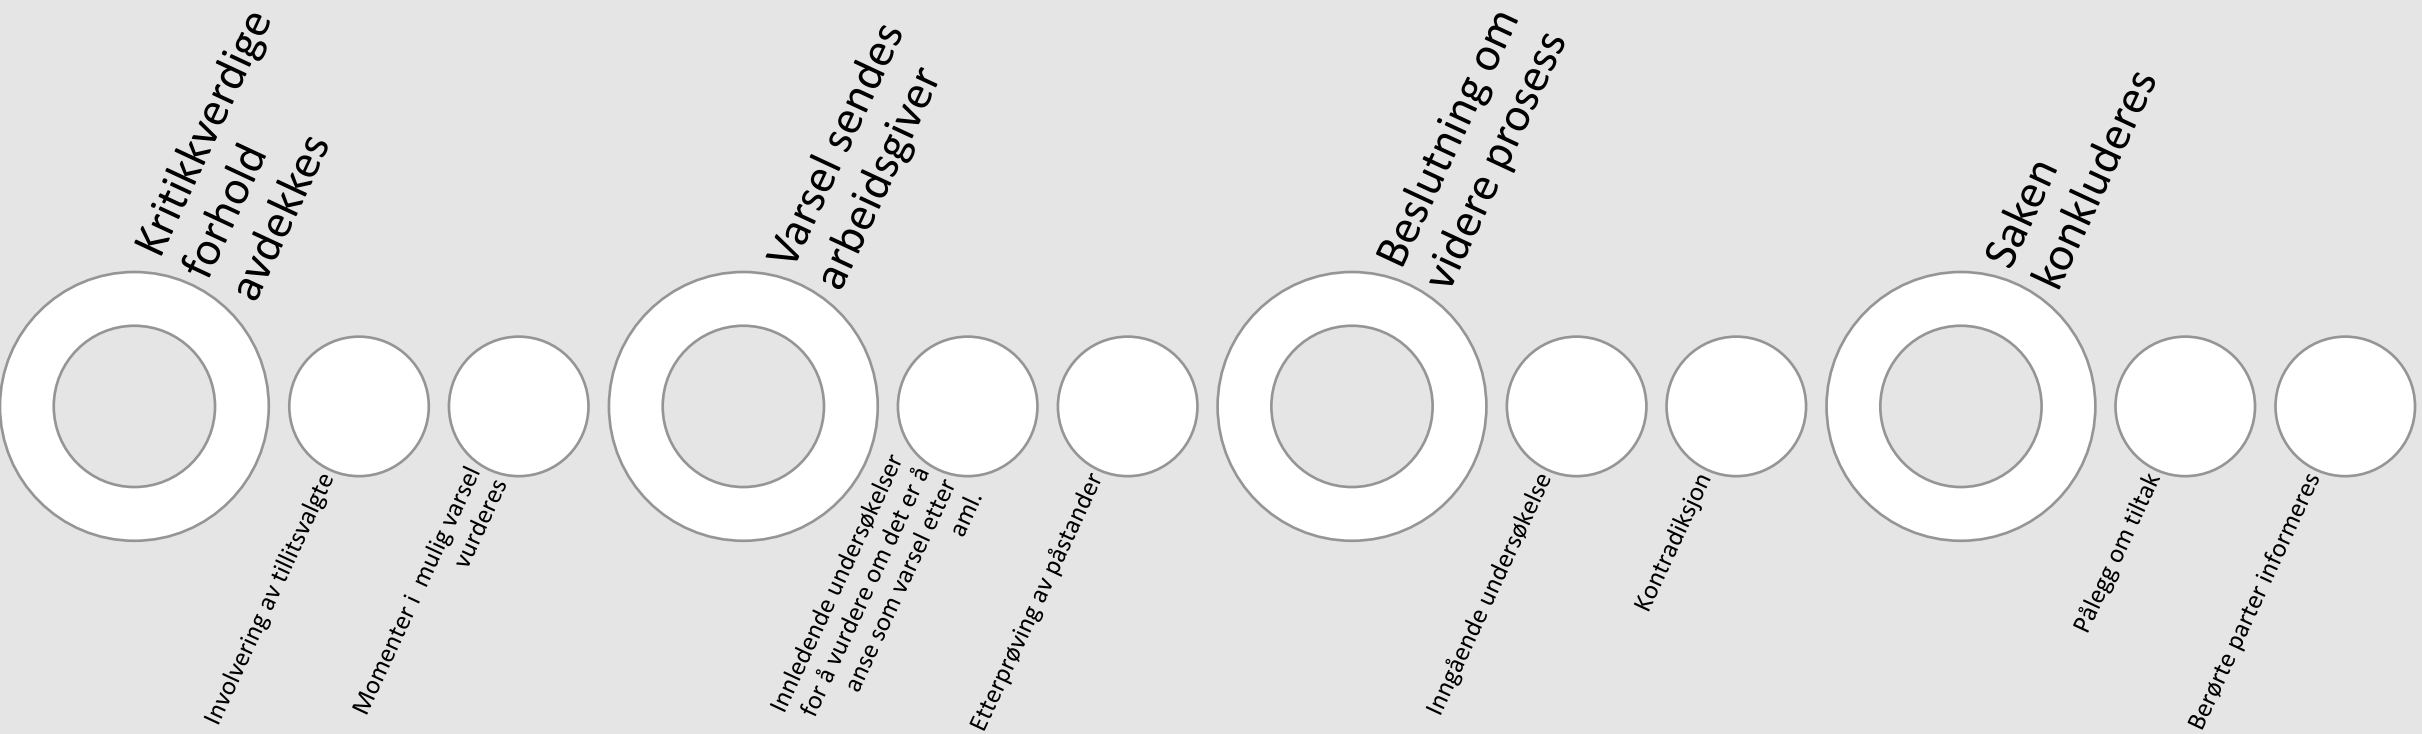 Kritikkverdige
forhold
avdekkes
Involvering av tillitsvalgte
Momenter i  mulig varsel
vurderes
Varsel sendes
arbeidsgiver
Innledende undersøkelser
for å vurdere om det er å
anse som varsel etter
aml.
Etterprøving av påstander
Beslutning om
videre prosess
Inngående undersøkelse
Kontradiksjon
Saken
konkluderes
Pålegg om tiltak
Berørte parter informeres